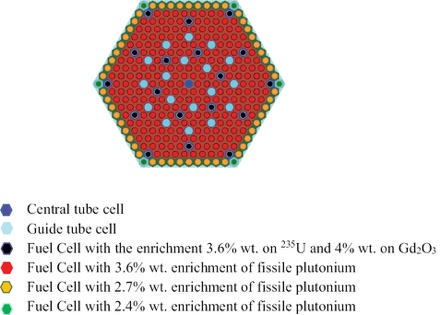 Central tube cell
Guide tube cell
Fuel Cell with the enrichment 3.6% wt. on ²³⁵U and 4% wt. on Gd₂O₃
Fuel Cell with 3.6% wt. enrichment of fissile plutonium
Fuel Cell with 2.7% wt. enrichment of fissile plutonium
Fuel Cell with 2.4% wt. enrichment of fissile plutonium